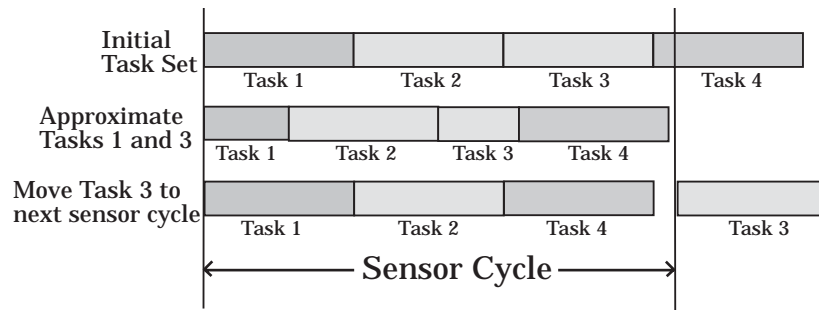 Initial
Task Set
Task 1
Task 2
Task 3
Task 4
Approximate
Tasks 1 and 3
Task 1
Task 2
Task 3
Task 4
Move Task 3 to
next sensor cycle
Task 1
Task 2
Task 4
Task 3
Sensor Cycle